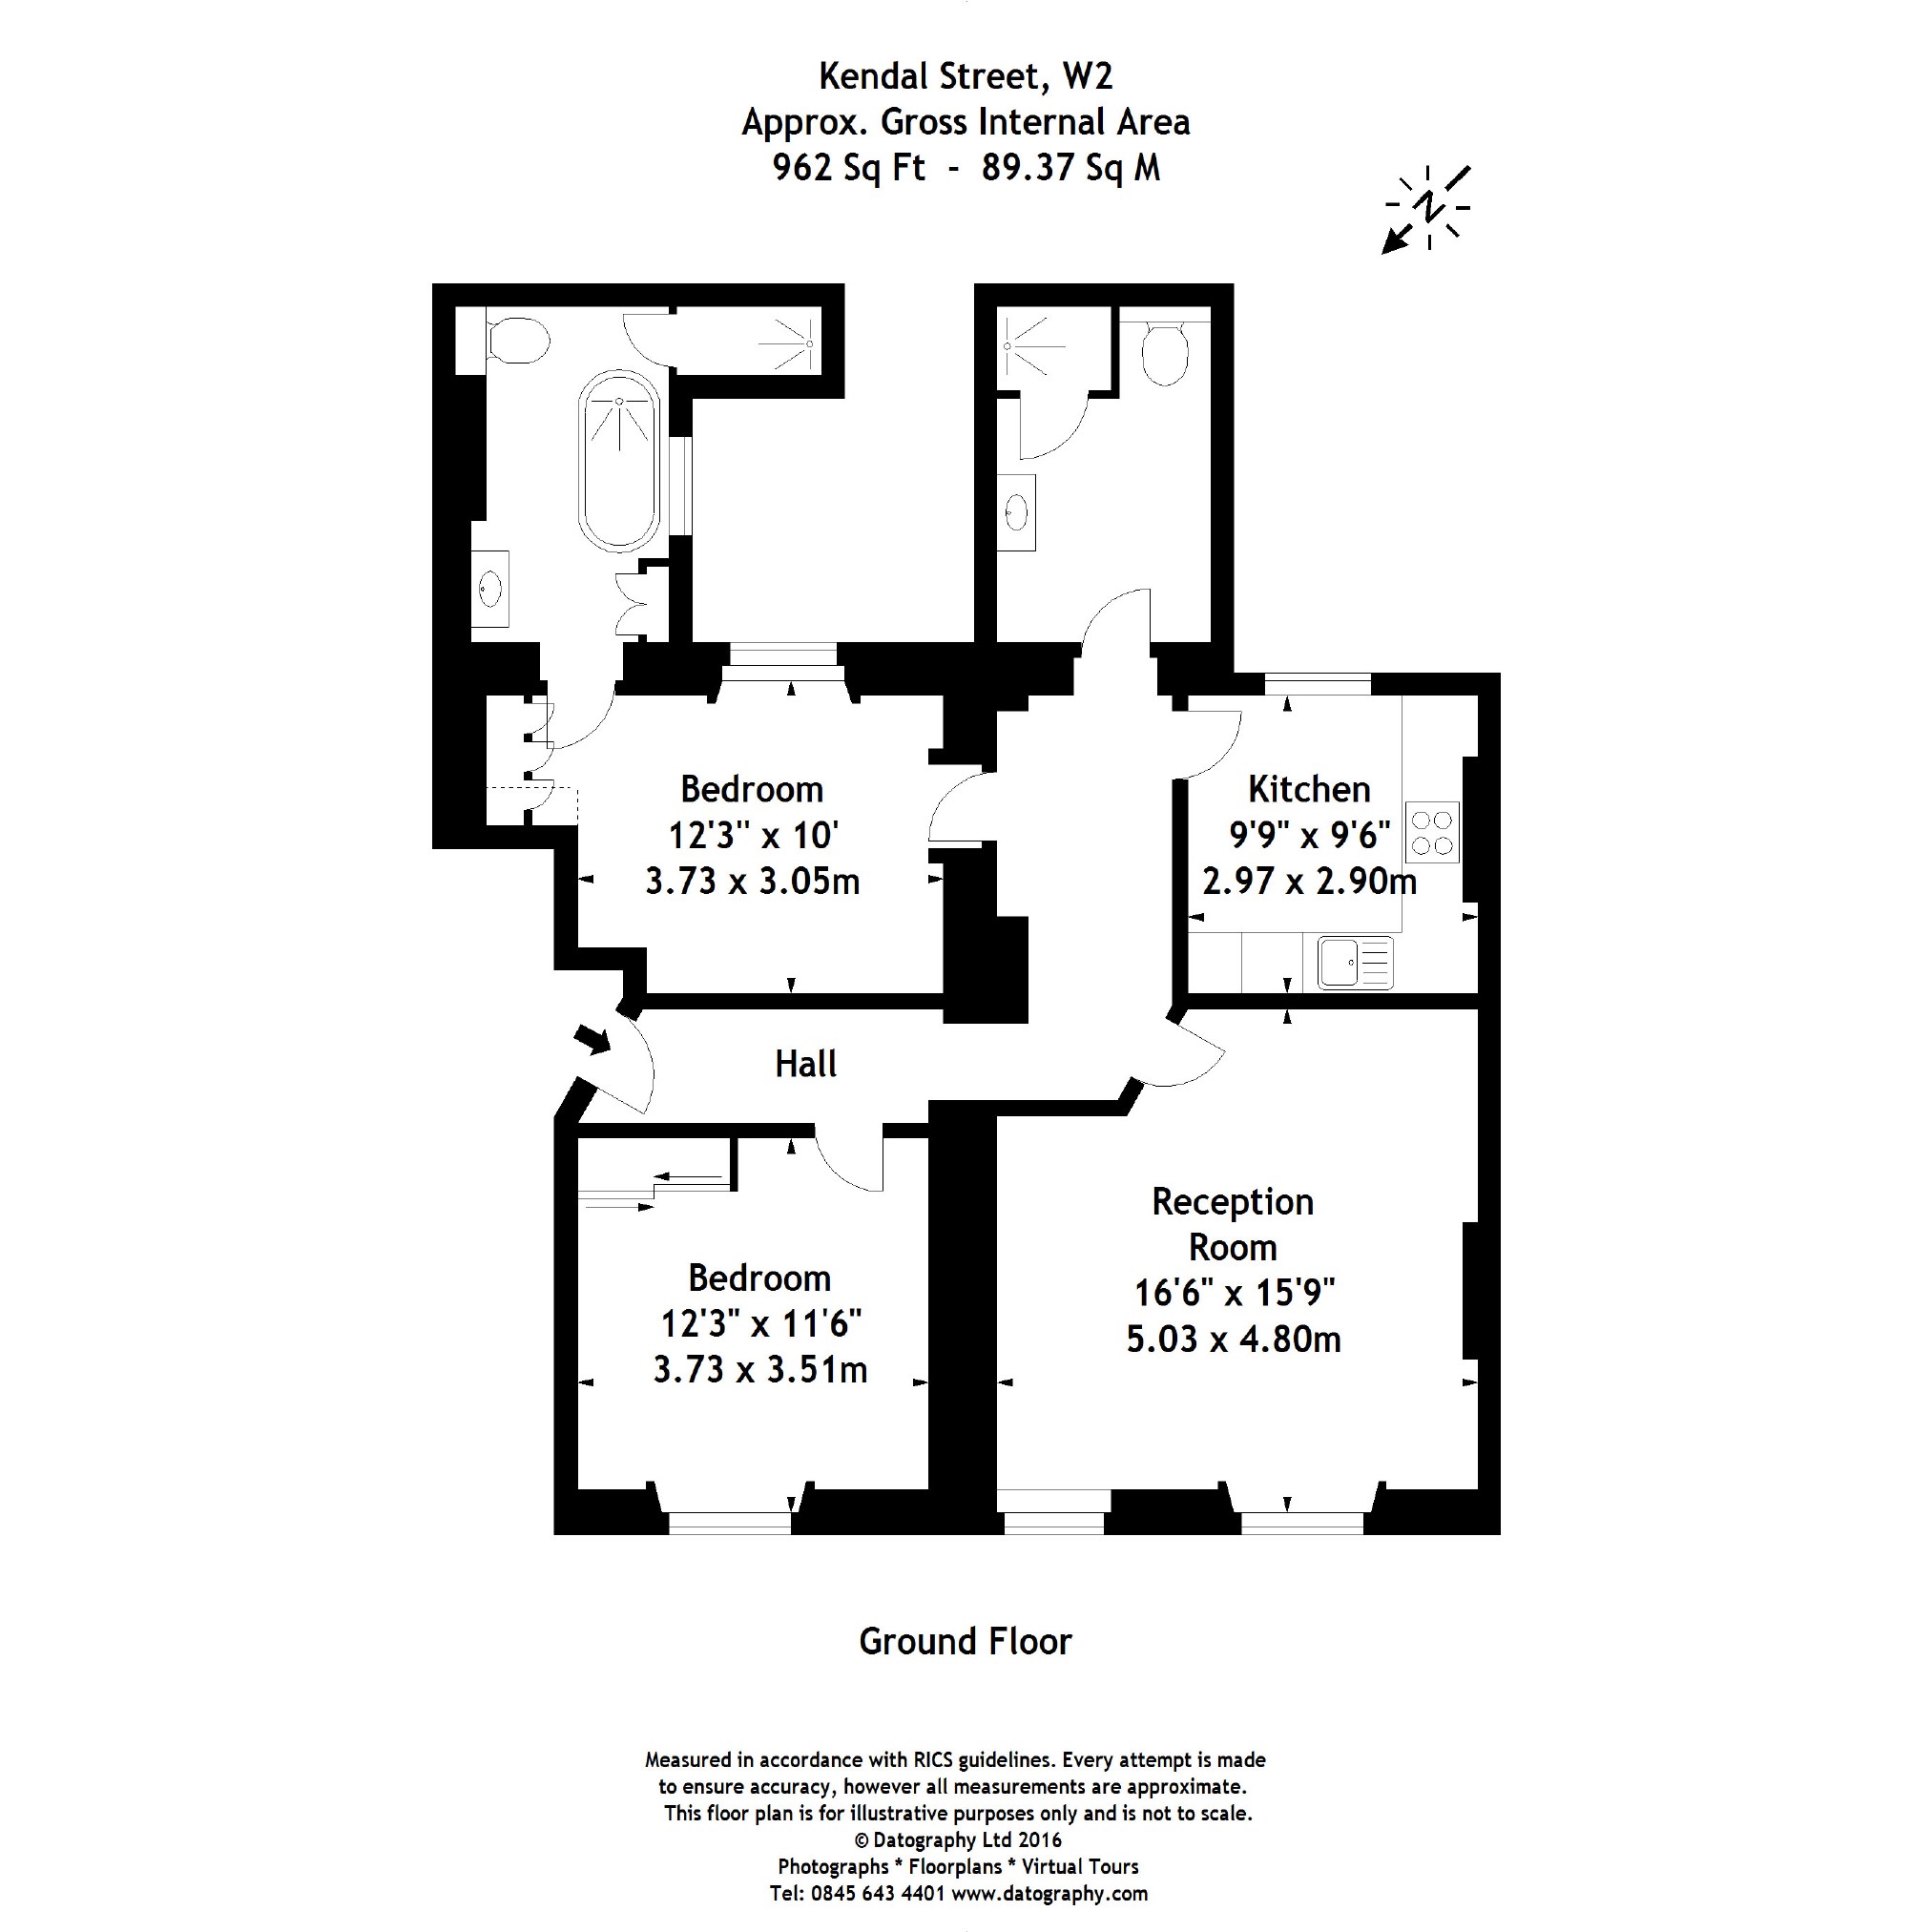 Kendal Street, W2
Approx. Gross Internal Area
962 Sq Ft - 89.37 Sq M
N
Bedroom
12'3" x 10'
3.73 x 3.05m
Kitchen
9'9" x 9'6"
2.97 x 2.90m
Hall
Bedroom
12'3" x 11'6"
3.73 x 3.51m
Reception
Room
16'6" x 15'9"
5.03 x 4.80m
Ground Floor
Measured in accordance with RICS guidelines. Every attempt is made
to ensure accuracy, however all measurements are approximate.
This floor plan is for illustrative purposes only and is not to scale.
© Datography Ltd 2016
Photographs * Floorplans * Virtual Tours
Tel: 0845 643 4401 www.datography.com